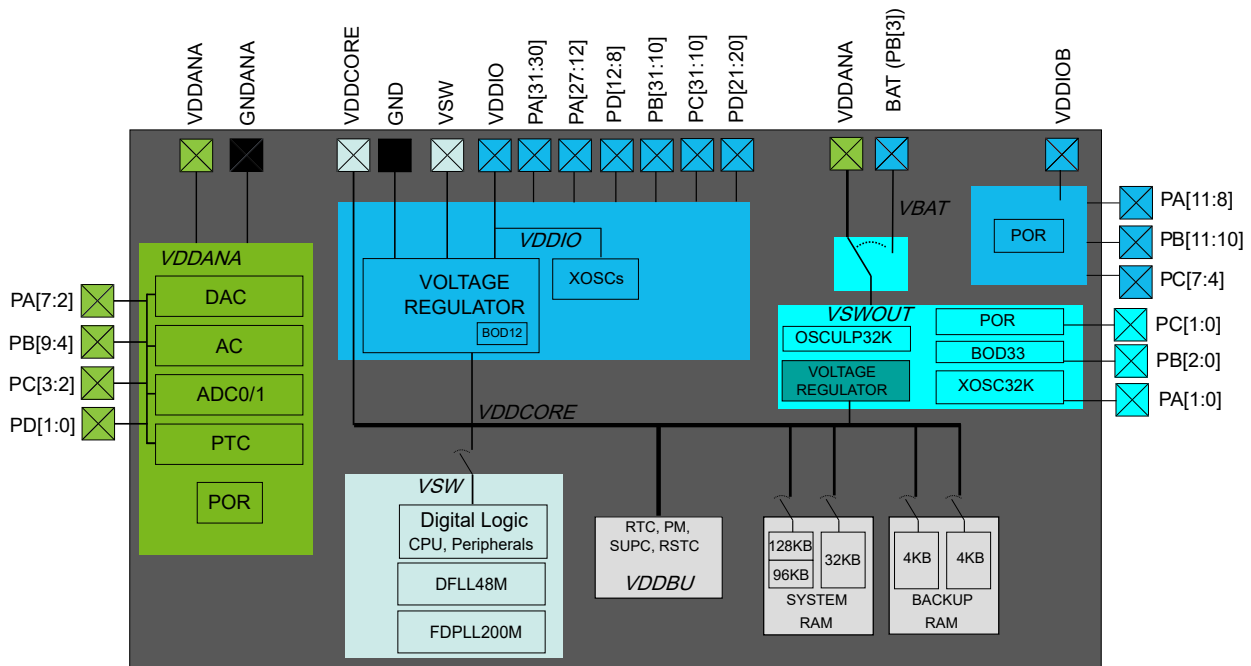 VDDANA
GNDANA
VDDCORE
GND
VSW
VDDIO
PA[31:30]
PA[27:12]
PD[12:8]
PB[31:10]
PC[31:10]
PD[21:20]
VDDANA
BAT (PB[3])
VDDIOB
VDDANA
DAC
AC
ADC0/1
PTC
POR
PA[7:2]
PB[9:4]
PC[3:2]
PD[1:0]
VDDIO
VOLTAGE
REGULATOR
BOD12
XOSCs
VBAT
POR
PA[11:8]
PB[11:10]
PC[7:4]
VSWOUT
OSCULP32K
VOLTAGE
REGULATOR
POR
BOD33
XOSC32K
PC[1:0]
PB[2:0]
PA[1:0]
VDDCORE
VSW
Digital Logic
CPU, Peripherals
DFLL48M
FDPLL200M
RTC, PM,
SUPC, RSTC
VDDBU
128KB
96KB
32KB
SYSTEM
RAM
4KB
4KB
BACKUP
RAM